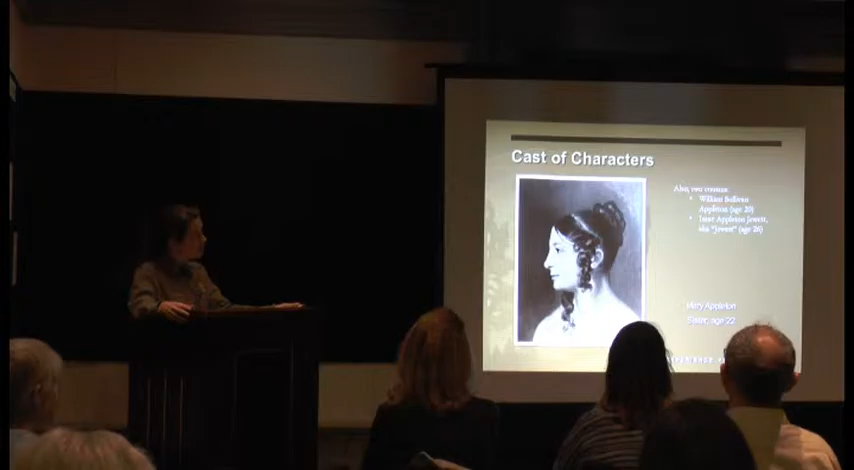 Cast of Characters
Also, two cousins:
• William Sullivan
Appleton (age 20)
• Isaac Appleton Jewett,
aka "Jewett" (age 26)
Mary Appleton
Sister, age 22